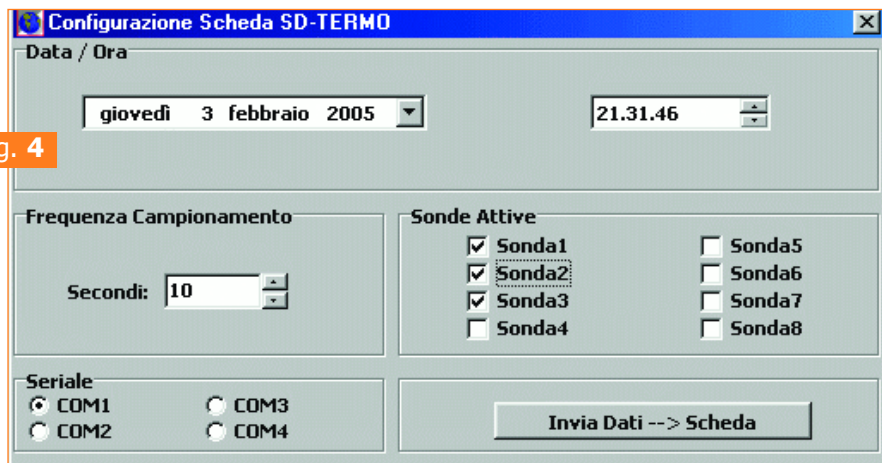 Configurazione Scheda SD-TERMO
Data / Ora
giovedì 3 febbraio 2005
21.31.46
g. 4
Frequenza Campionamento
Secondi: 10
Sonde Attive
Sonda1
Sonda2
Sonda3
Sonda4
Sonda5
Sonda6
Sonda7
Sonda8
Seriale
COM1
COM2
COM3
COM4
Invia Dati --> Scheda